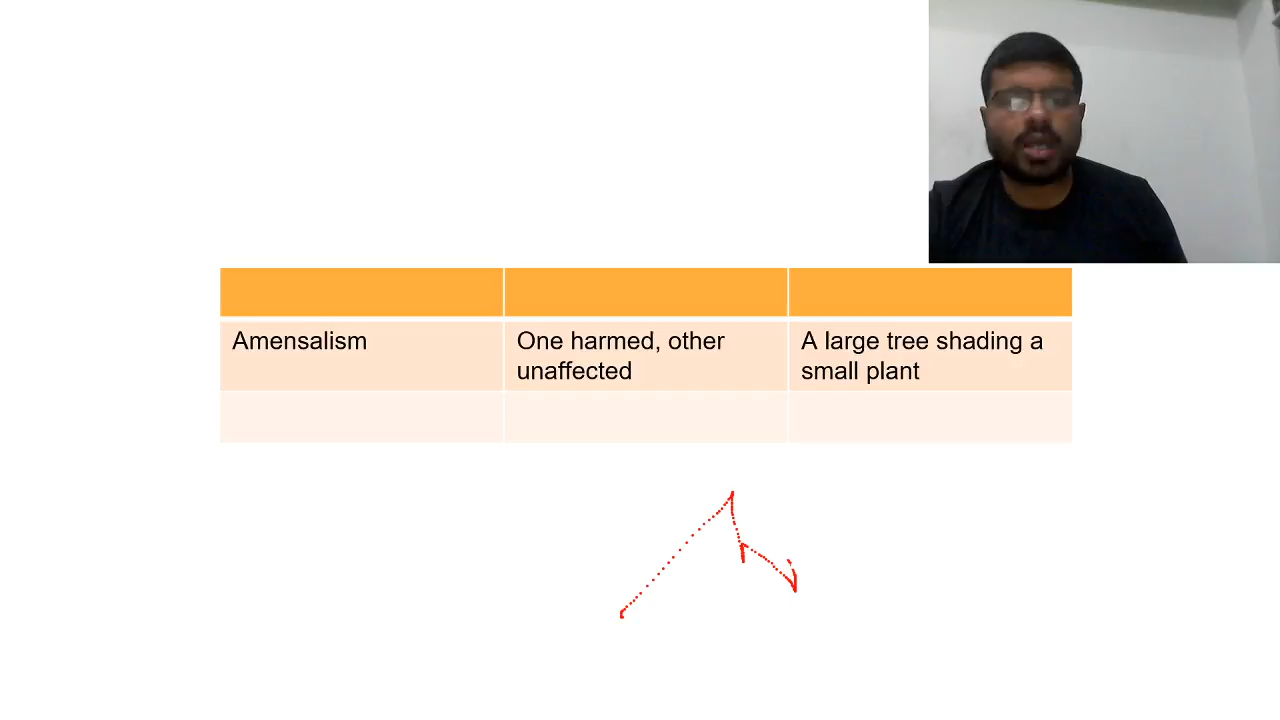 Amensalism
One harmed, other
unaffected
A large tree shading a
small plant